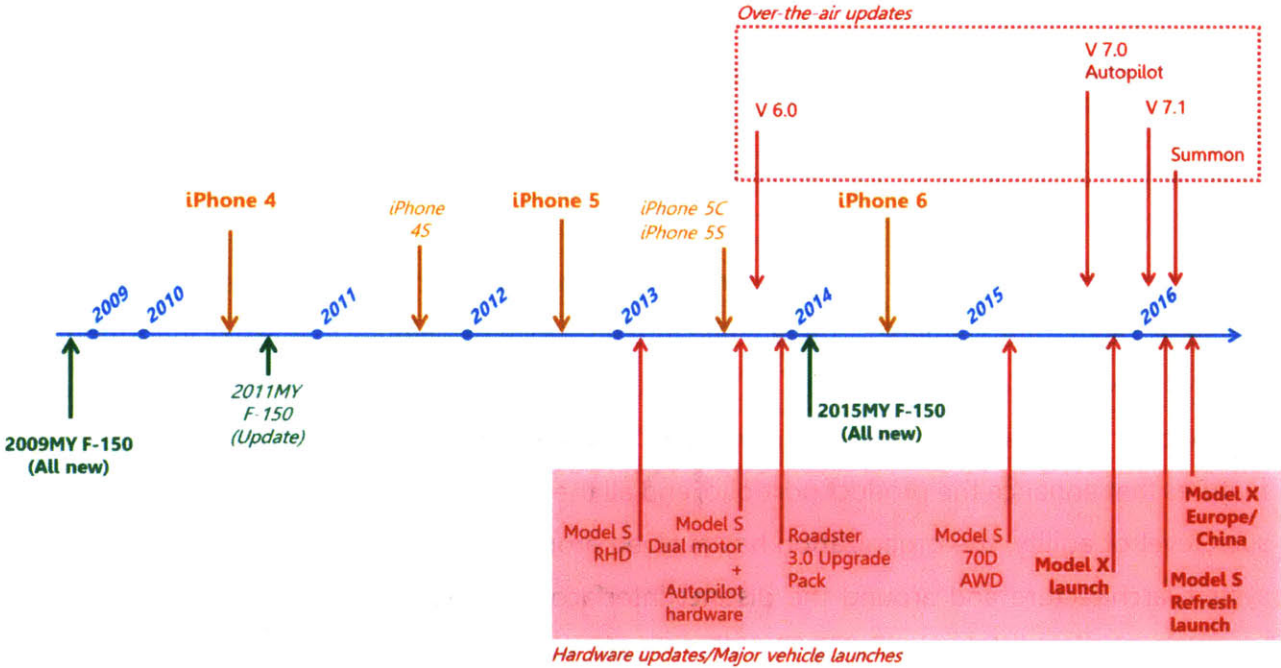 Over-the-air updates
V 7.0
Autopilot
V 6.0
V 7.1
Summon
iPhone 4
iPhone
4S
iPhone 5
iPhone 5C
iPhone 5S
iPhone 6
2009
2010
2011
2012
2013
2014
2015
2016
2009MY F-150
(All new)
2011MY
F-150
(Update)
2015MY F-150
(All new)
Model S
RHD
Model S
Dual motor
+
Autopilot
hardware
Roadster
3.0 Upgrade
Pack
Model S
70D
AWD
Model X
launch
Model S
Refresh
launch
Model X
Europe/
China
Hardware updates/Major vehicle launches